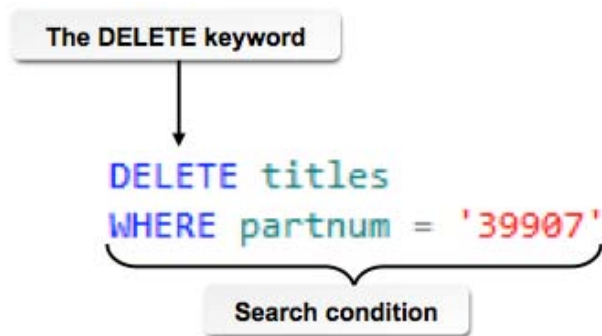 The DELETE keyword
DELETE titles
WHERE partnum = '39907'
Search condition